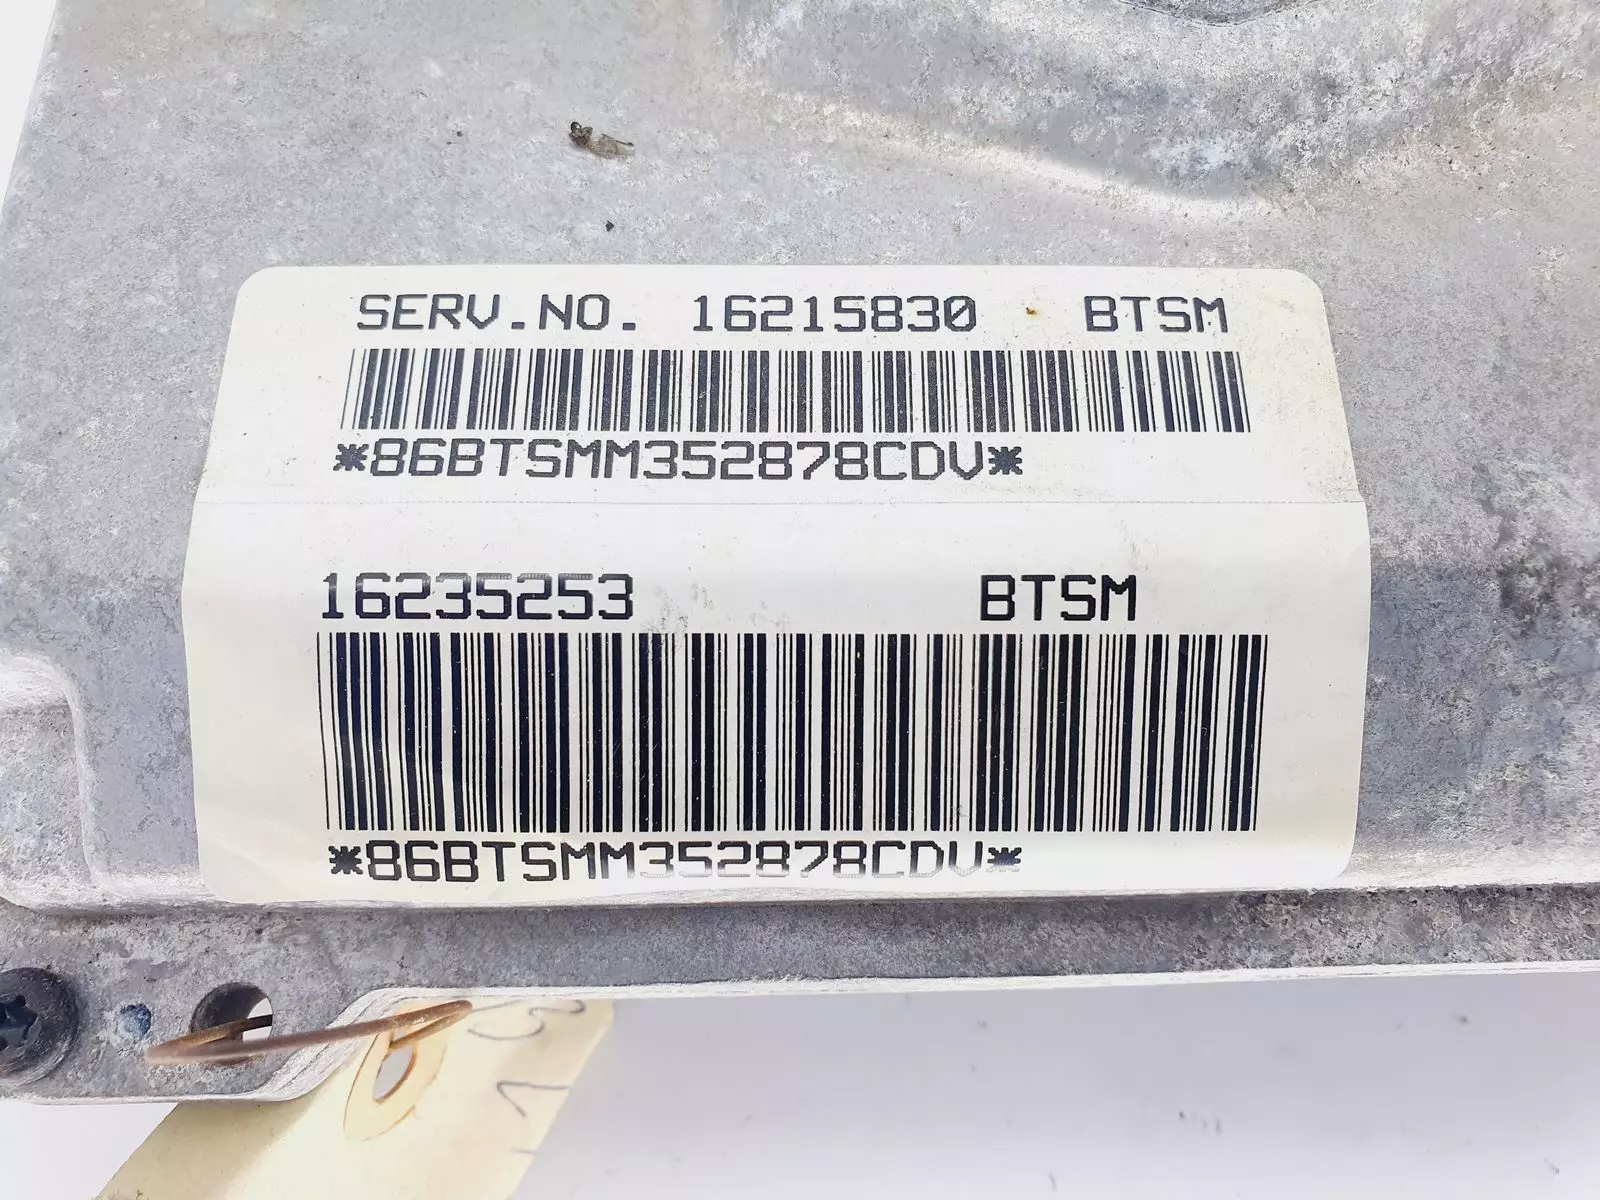 SERV.NO. 16215830 BTSM
*86BTSMM352878CDV*
16235253 BTSM
*86BTSMM352878CDV*